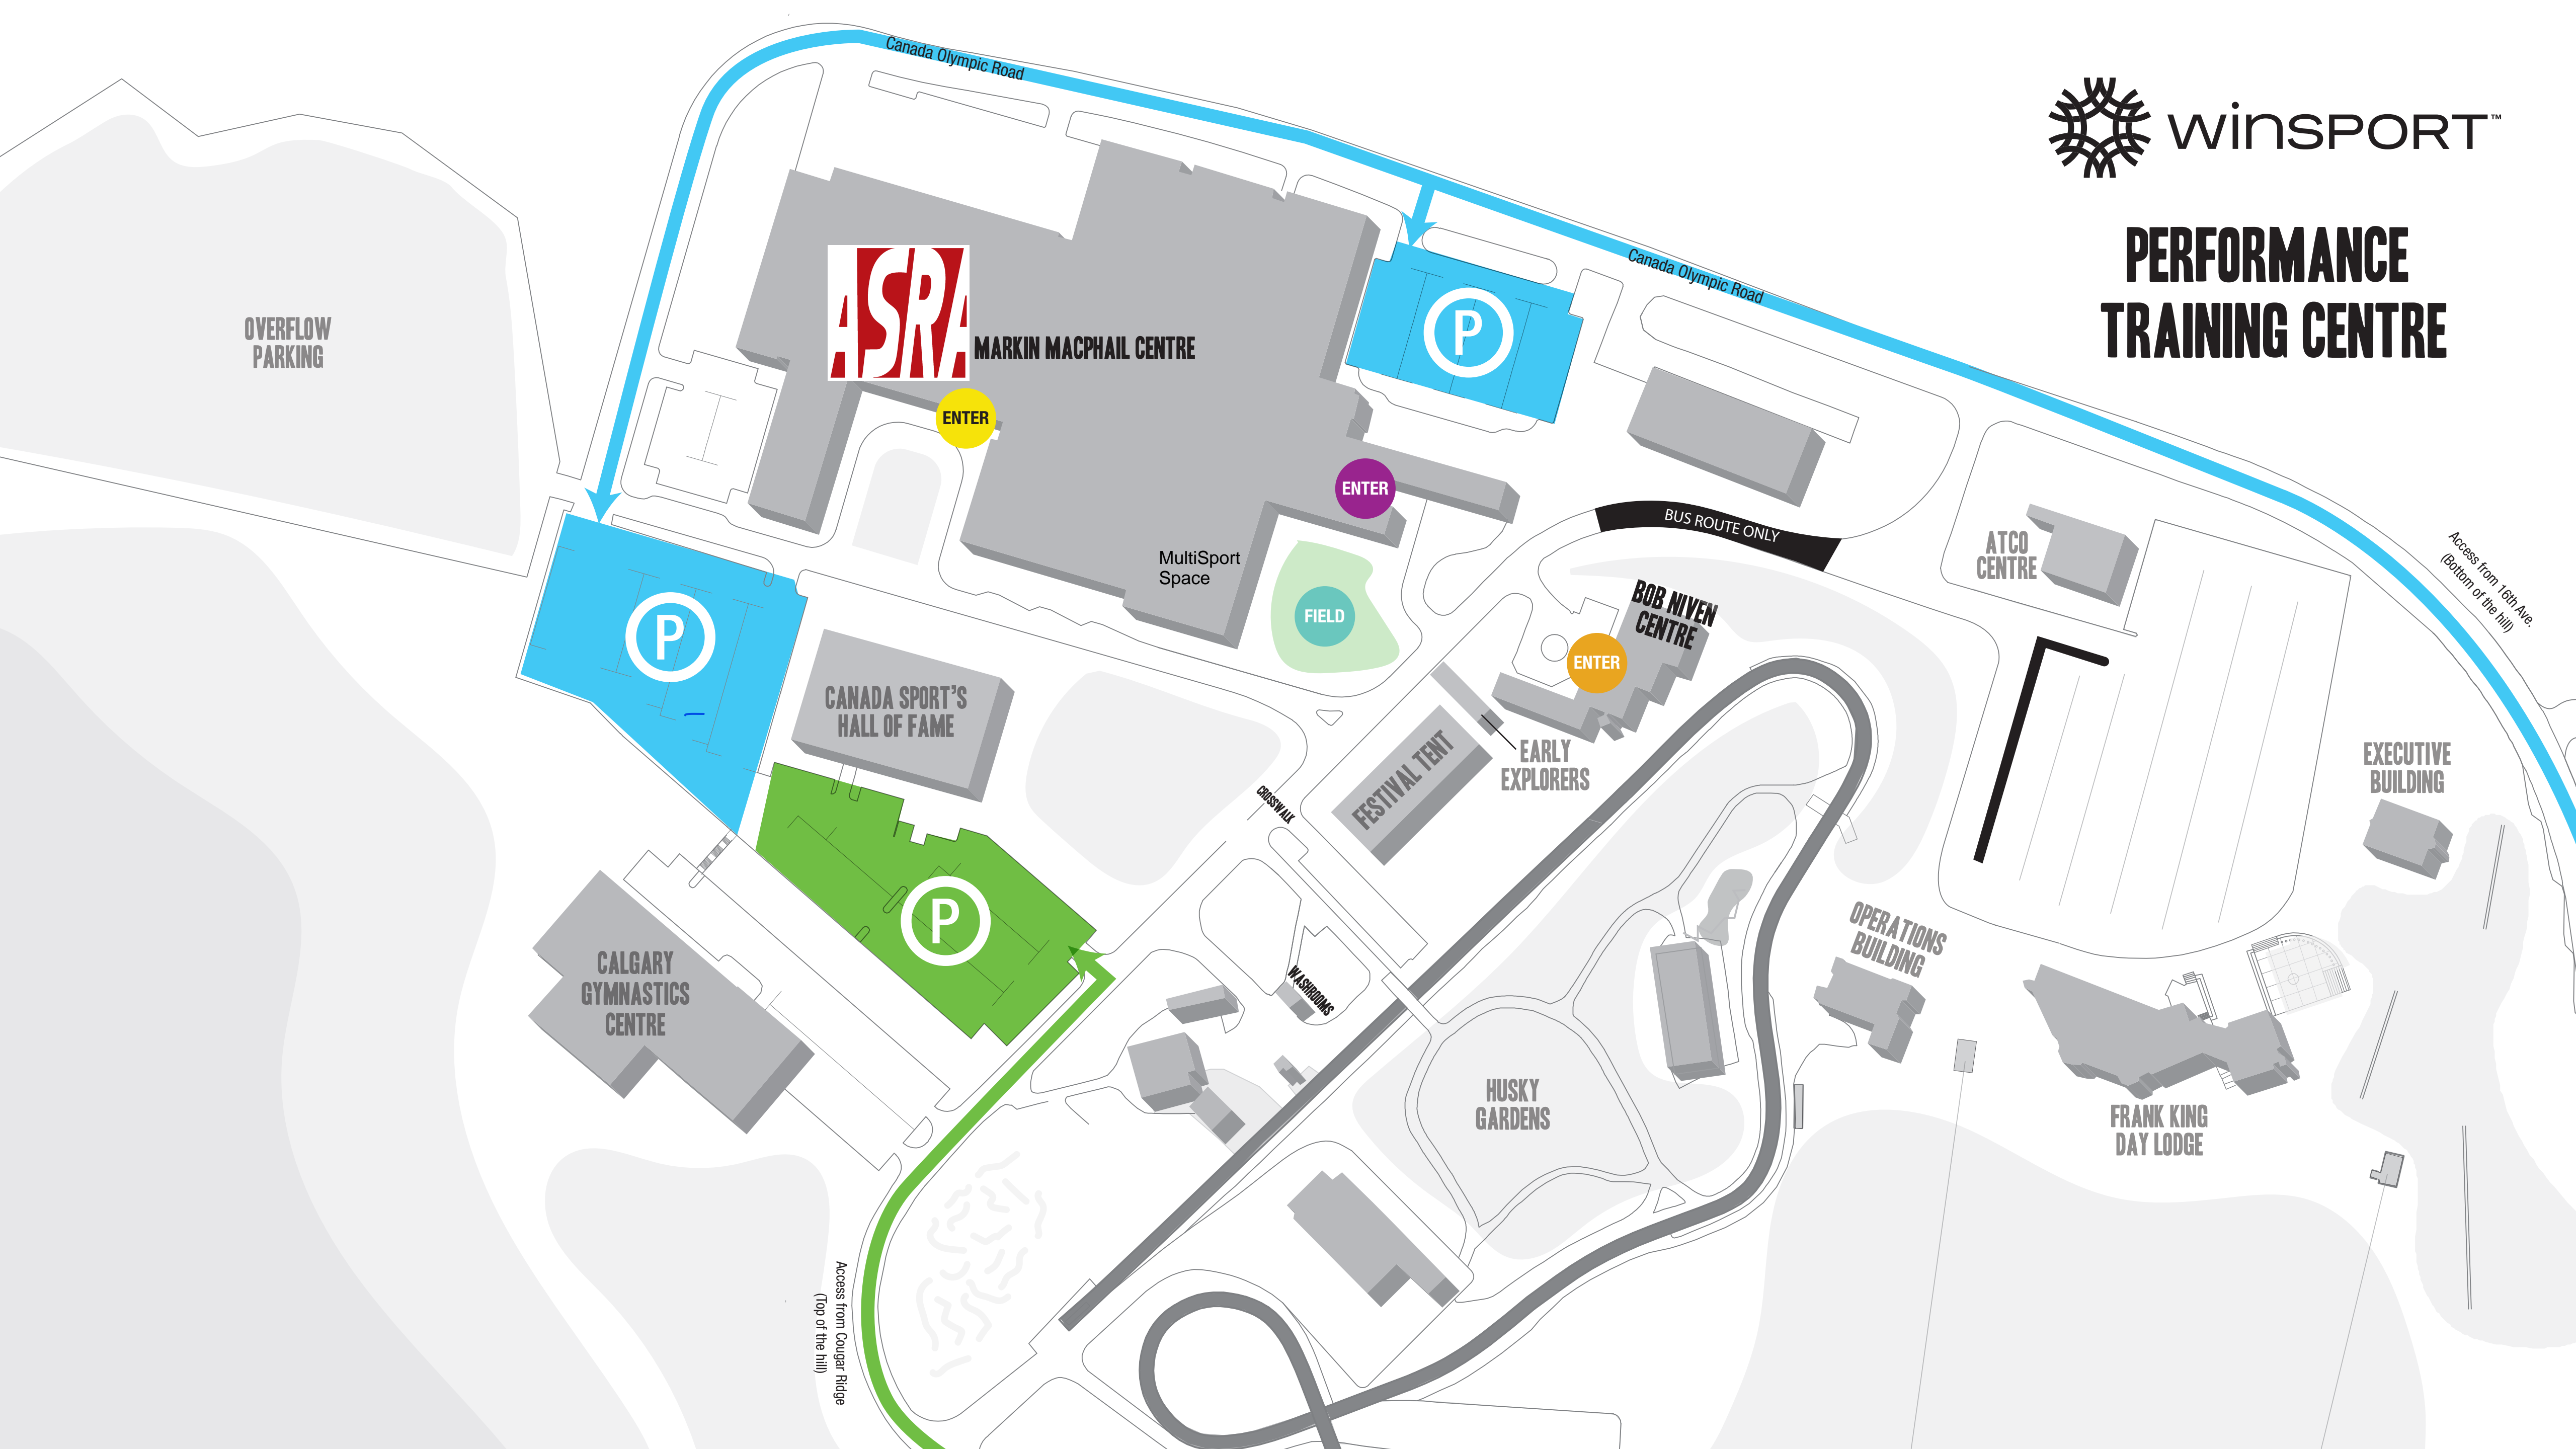 Canada Olympic Road
WinSPORT™
PERFORMANCE
TRAINING CENTRE
Canada Olympic Road
P
OVERFLOW
PARKING
ASRA
MARKIN MACPHAIL CENTRE
ENTER
ENTER
BUS ROUTE ONLY
ATCO
CENTRE
Access from 16th Ave.
(Bottom of the hill)
MultiSport
Space
FIELD
BOB NIVEN
CENTRE
ENTER
P
CANADA SPORT'S
HALL OF FAME
EARLY
EXPLORERS
FESTIVAL TENT
CROSSWALK
EXECUTIVE
BUILDING
P
OPERATIONS
BUILDING
CALGARY
GYMNASTICS
CENTRE
WASHROOMS
HUSKY
GARDENS
FRANK KING
DAY LODGE
Access from Cougar Ridge
(Top of the hill)